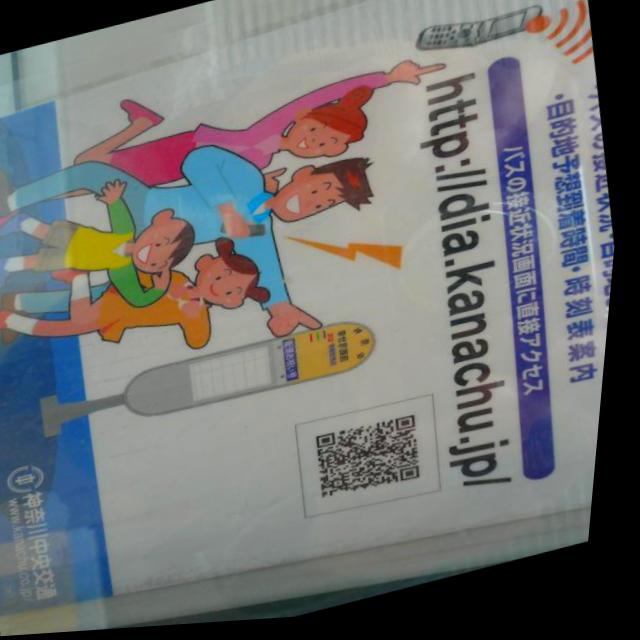 ・目的地予想到着時間・時刻表案内
バスの接近状況画面に直接アクセス
http://dia.kanachu.jp/
神奈川中央交通